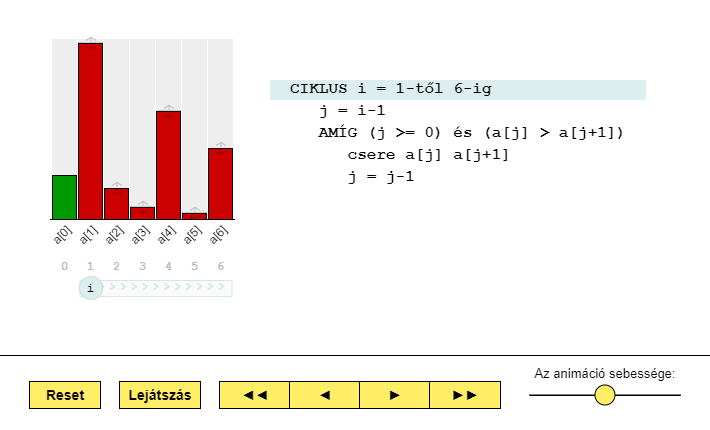 CIKLUS i = 1-től 6-ig
j = i-1
AMÍG (j >= 0) és (a[j] > a[j+1])
csere a[j] a[j+1]
j = j-1
a[0] a[1] a[2] a[3] a[4] a[5] a[6]
0 1 2 3 4 5 6
i
Az animáció sebessége:
Reset Lejátszás